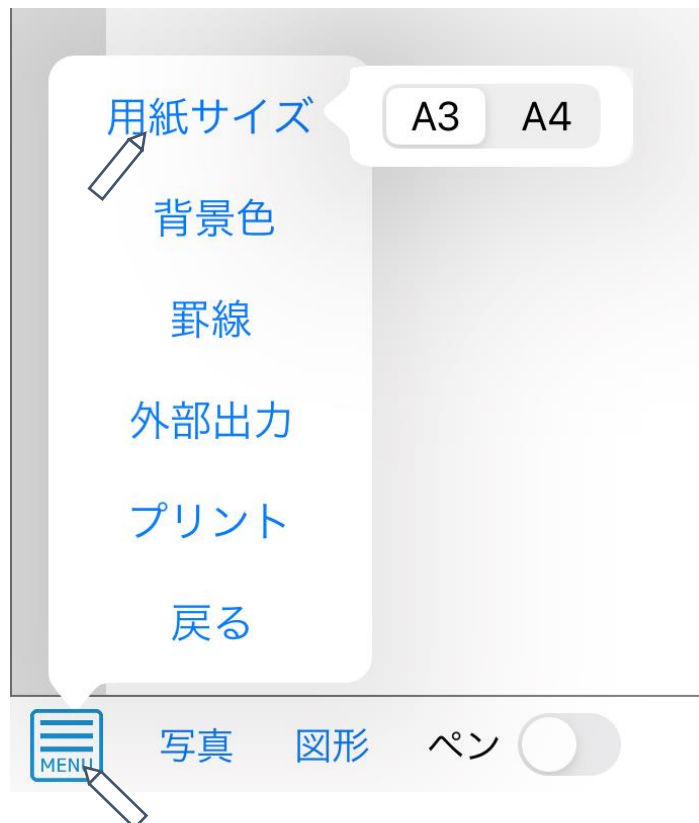 用紙サイズ A3 A4
背景色
罫線
外部出力
プリント
戻る
MENU 写真 図形 ペン